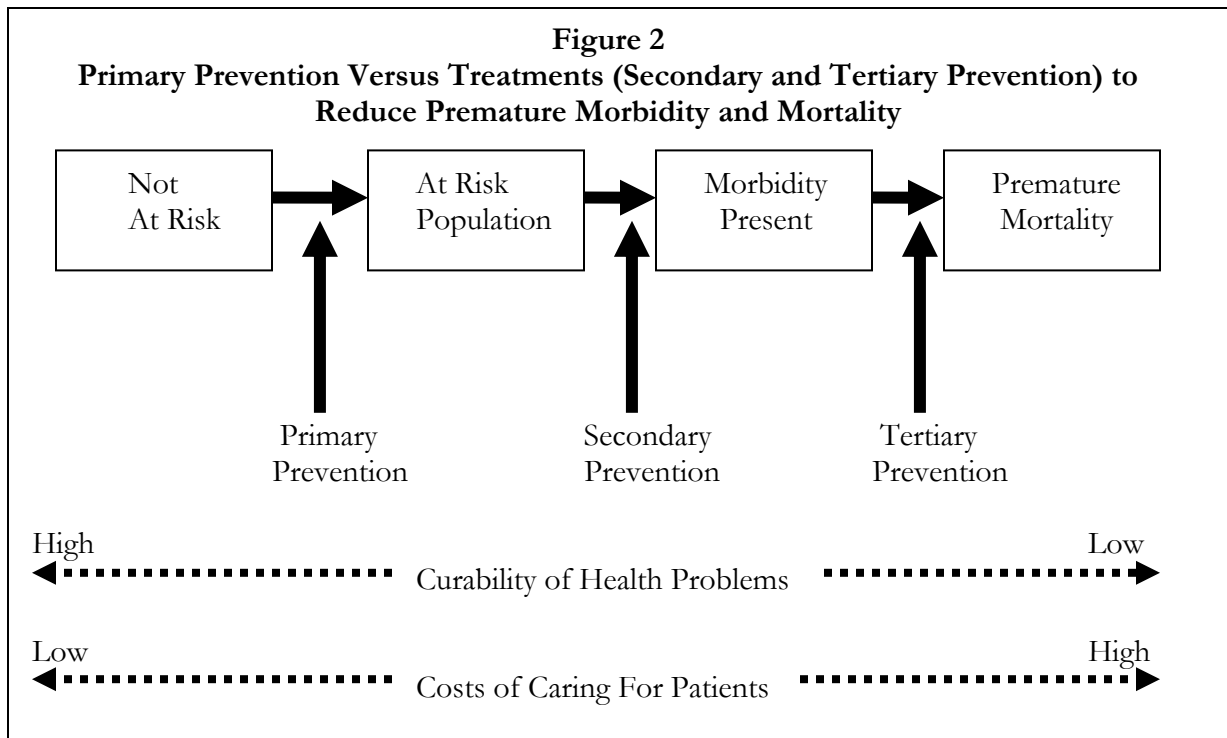 Figure 2
Primary Prevention Versus Treatments (Secondary and Tertiary Prevention) to
Reduce Premature Morbidity and Mortality
Not
At Risk
At Risk
Population
Morbidity
Present
Premature
Mortality
Primary
Prevention
Secondary
Prevention
Tertiary
Prevention
High
Low
Curability of Health Problems
Low
High
Costs of Caring For Patients